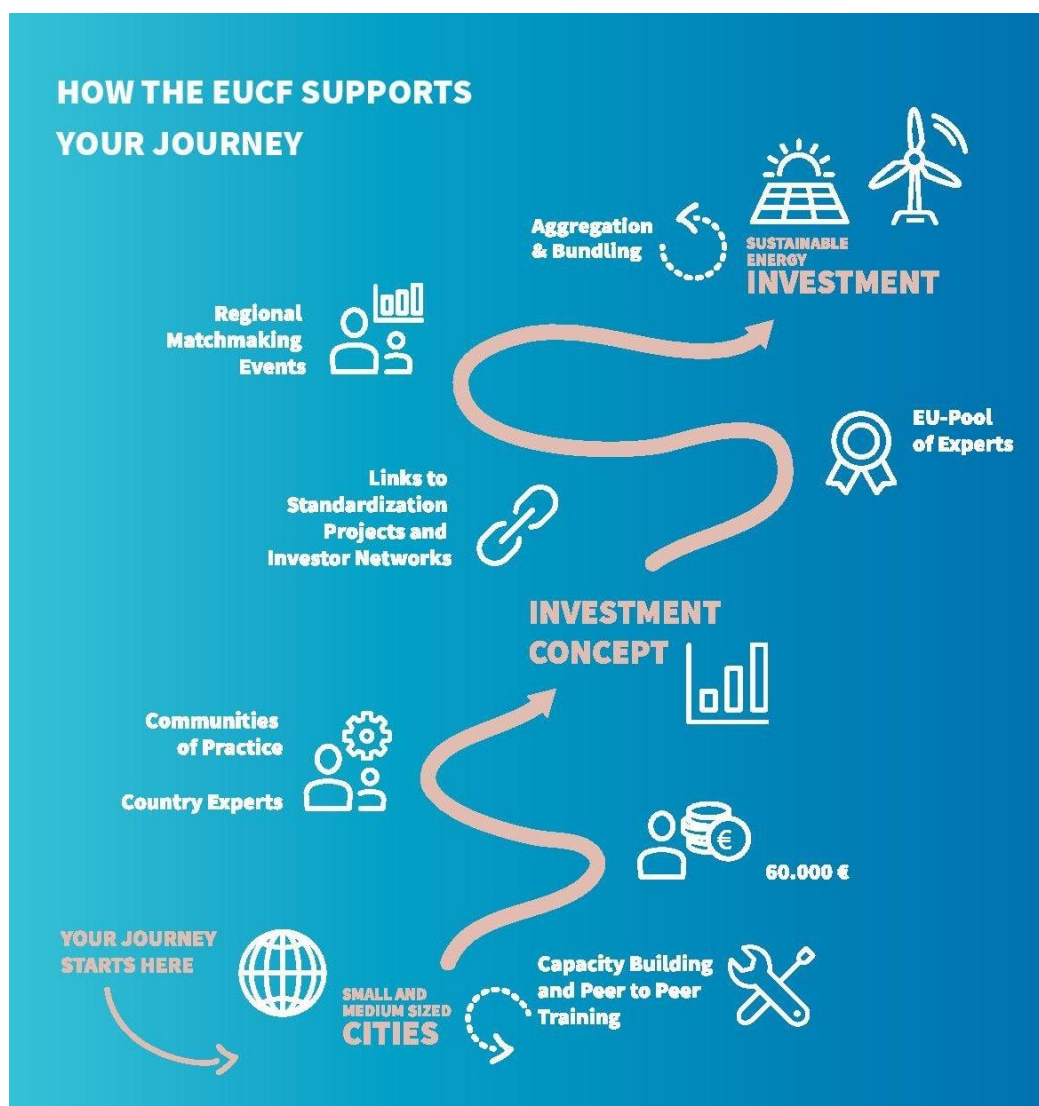 HOW THE EUCF SUPPORTS
YOUR JOURNEY
Aggregation
& Bundling
SUSTAINABLE
ENERGY
INVESTMENT
Regional
Matchmaking
Events
EU-Pool
of Experts
Links to
Standardization
Projects and
Investor Networks
INVESTMENT
CONCEPT
Communities
of Practice
Country Experts
€
60.000 €
YOUR JOURNEY
STARTS HERE
SMALL AND
MEDIUM SIZED
CITIES
Capacity Building
and Peer to Peer
Training